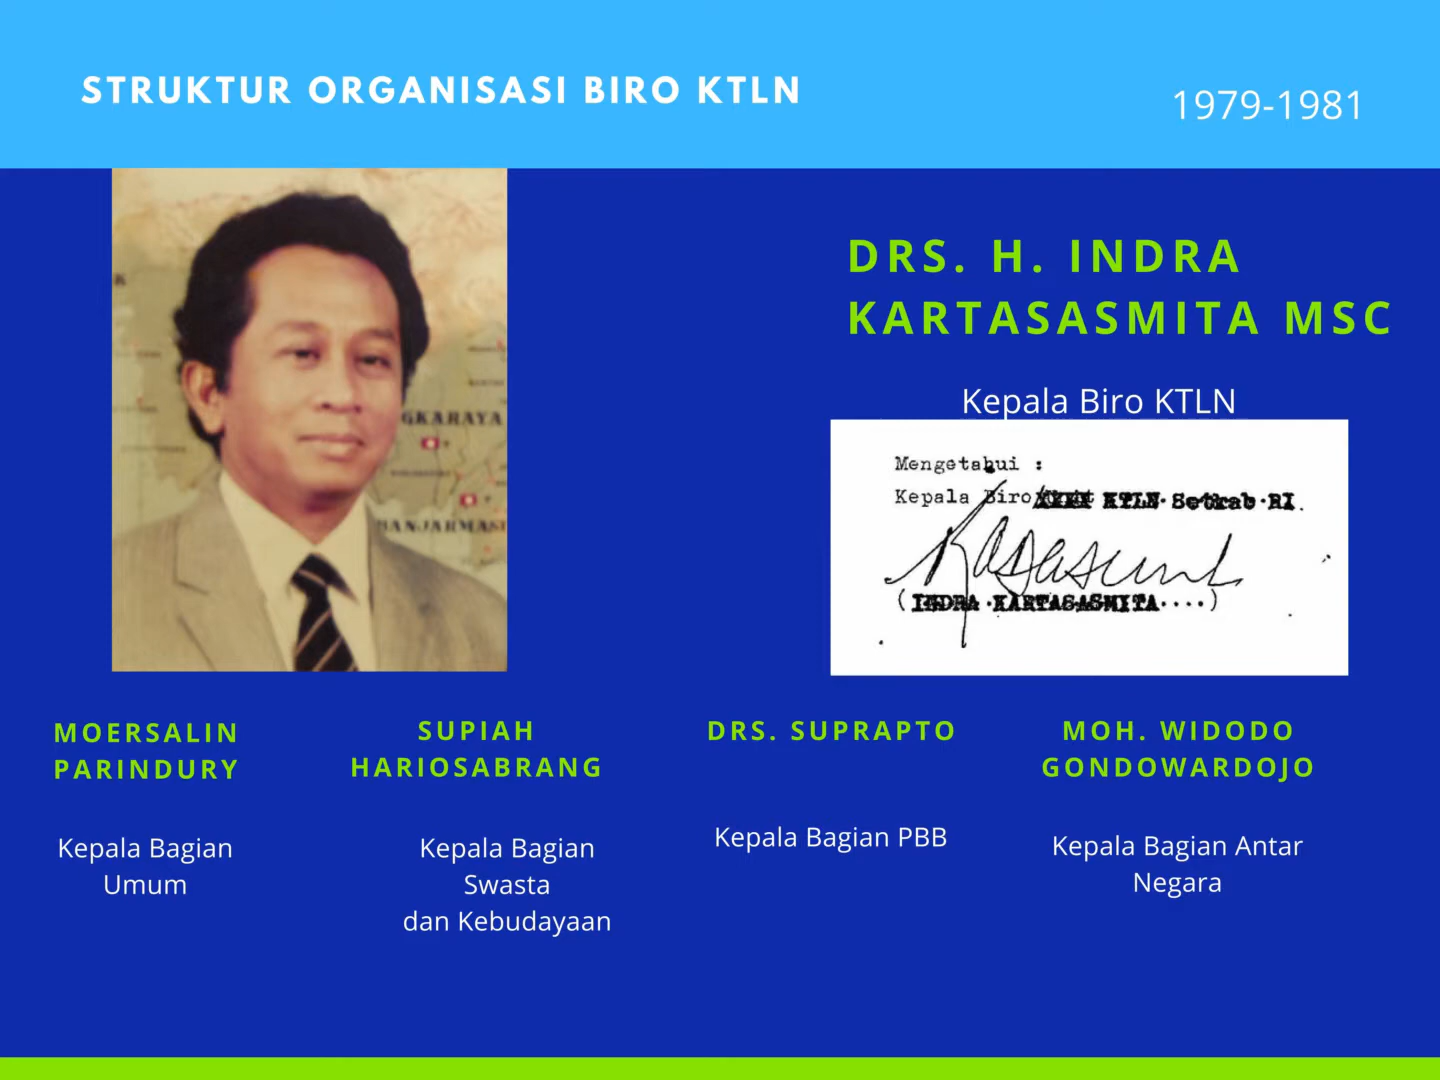 STRUKTUR ORGANISASI BIRO KTLN
1979-1981
GKARAYA
BANJARMAS
DRS. H. INDRA
KARTASASMITA MSC
Kepala Biro KTLN
Mengetahui :
Kepala Biro KTLN Setkab RI.
(INDRA KARTASASMITA....)
MOERSALIN
PARINDURY
Kepala Bagian
Umum
SUPIAH
HARIOSABRANG
Kepala Bagian
Swasta
dan Kebudayaan
DRS. SUPRAPTO
Kepala Bagian PBB
MOH. WIDODO
GONDOWARDOJO
Kepala Bagian Antar
Negara